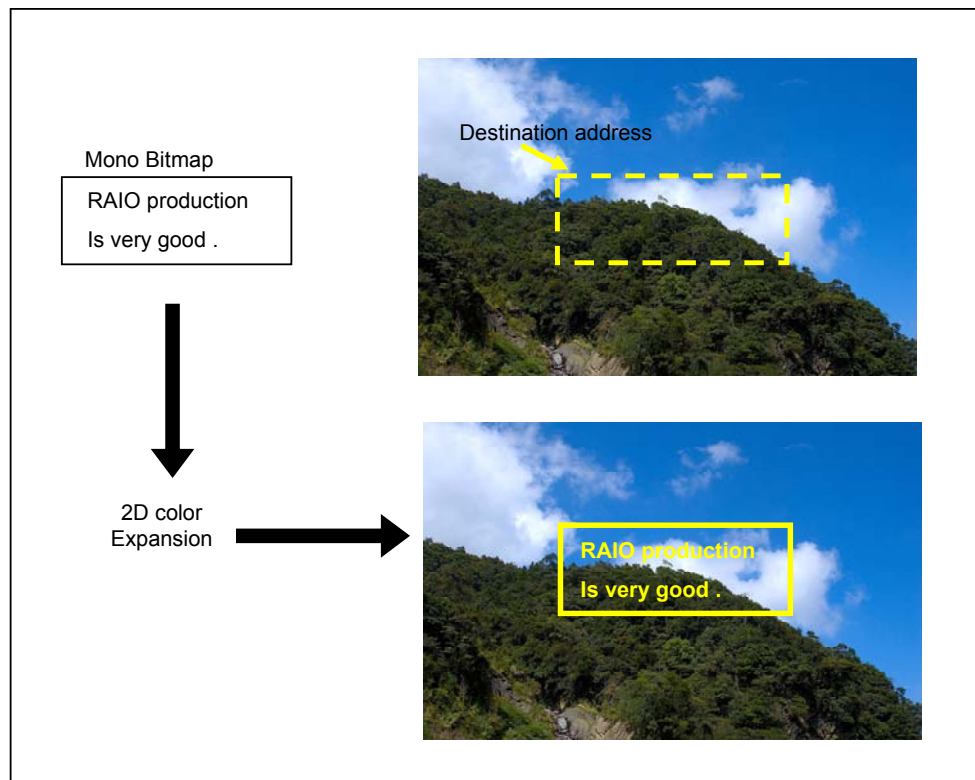 Mono Bitmap
RAIO production
Is very good .
Destination address
2D color
Expansion
RAIO production
Is very good .